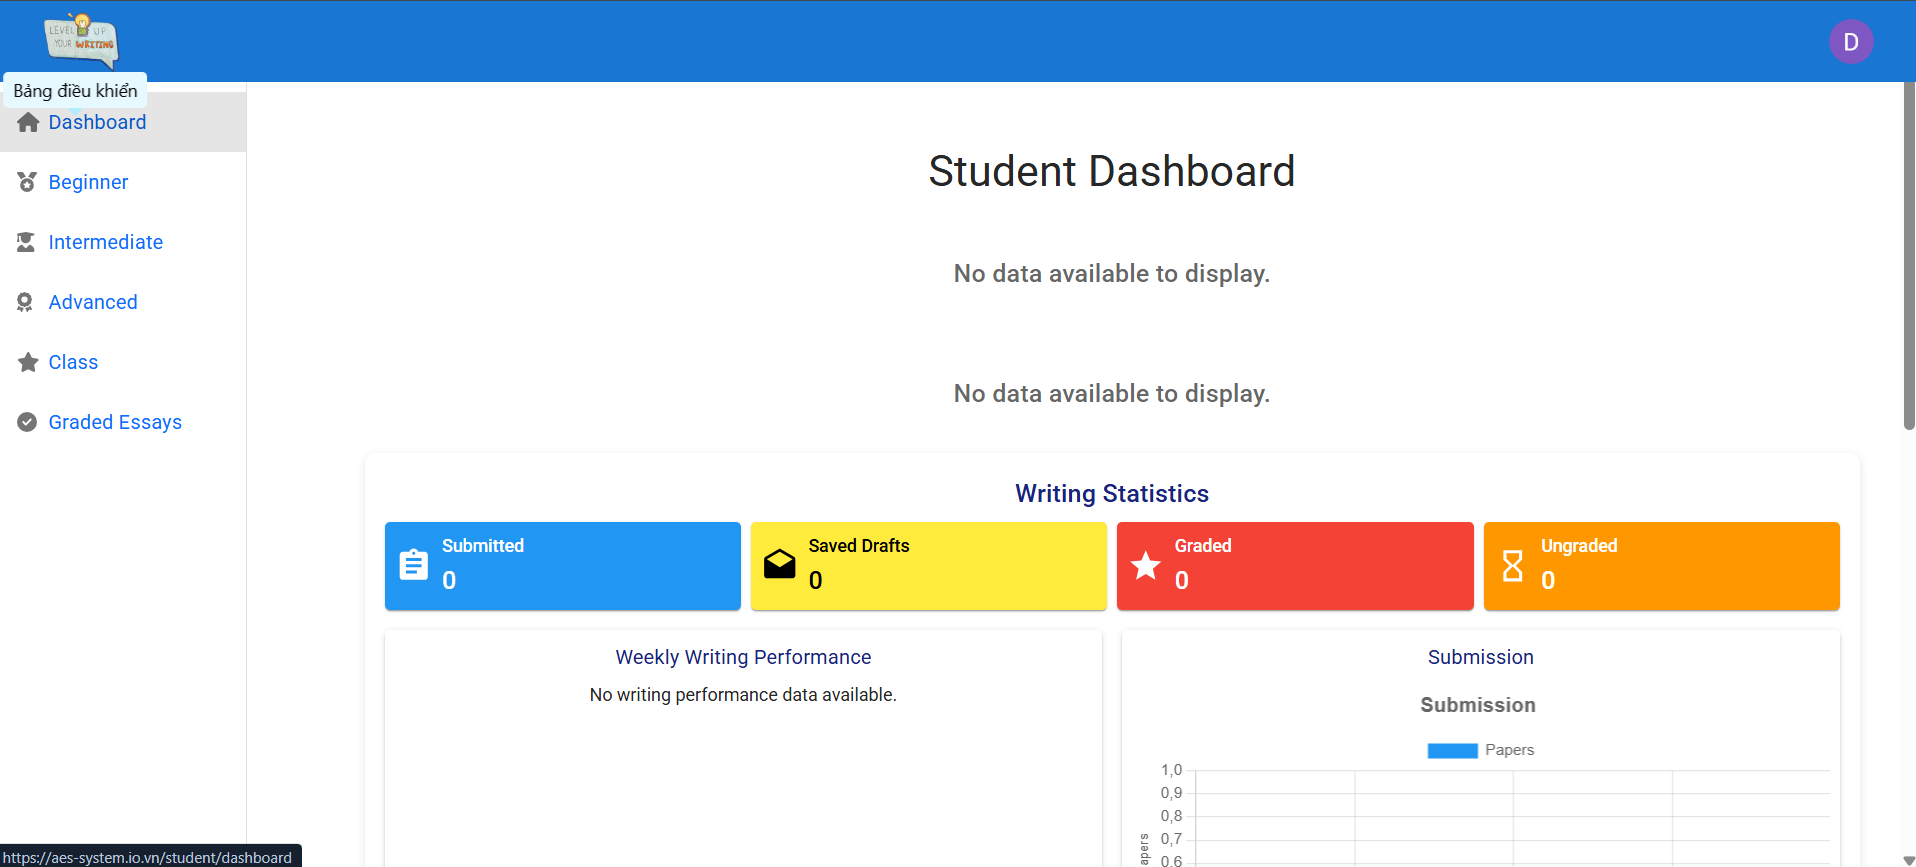 LEVEL UP
YOUR WRITING
D
Bảng điều khiển
Dashboard
Beginner
Intermediate
Advanced
Class
Graded Essays
Student Dashboard
No data available to display.
No data available to display.
Writing Statistics
Submitted
0
Saved Drafts
0
Graded
0
Ungraded
0
Weekly Writing Performance
No writing performance data available.
Submission
Submission
Papers
1,0
0,9
0,8
0,7
0,6
apers
https://aes-system.io.vn/student/dashboard